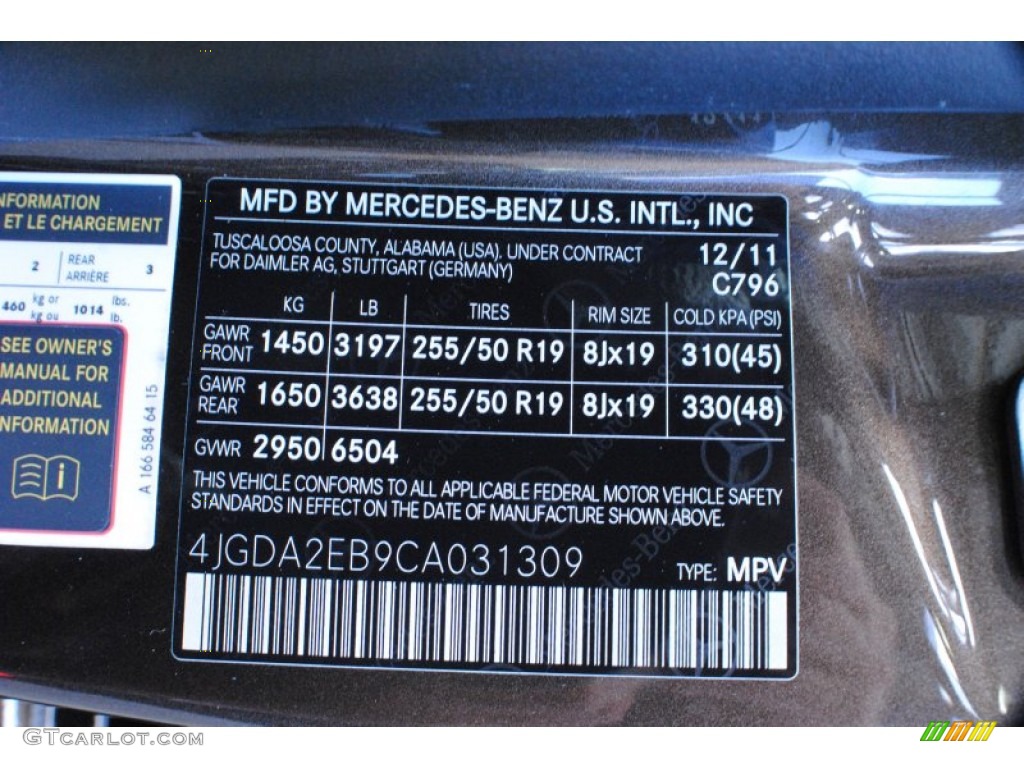 NFORMATION
ET LE CHARGEMENT
2 REAR ARRIÈRE 3
460 kg or kg ou 1014 lbs. lb.
SEE OWNER'S
MANUAL FOR
ADDITIONAL
NFORMATION
A 166 584 64 15
MFD BY MERCEDES-BENZ U.S. INTL., INC
TUSCALOOSA COUNTY, ALABAMA (USA). UNDER CONTRACT
FOR DAIMLER AG, STUTTGART (GERMANY)
12/11
C796
KG LB TIRES RIM SIZE COLD KPA (PSI)
GAWR FRONT 1450 3197 255/50 R19 8Jx19 310(45)
GAWR REAR 1650 3638 255/50 R19 8Jx19 330(48)
GVWR 2950 6504
THIS VEHICLE CONFORMS TO ALL APPLICABLE FEDERAL MOTOR VEHICLE SAFETY
STANDARDS IN EFFECT ON THE DATE OF MANUFACTURE SHOWN ABOVE.
4JGDA2EB9CA031309
TYPE: MPV
GTcarlot.com